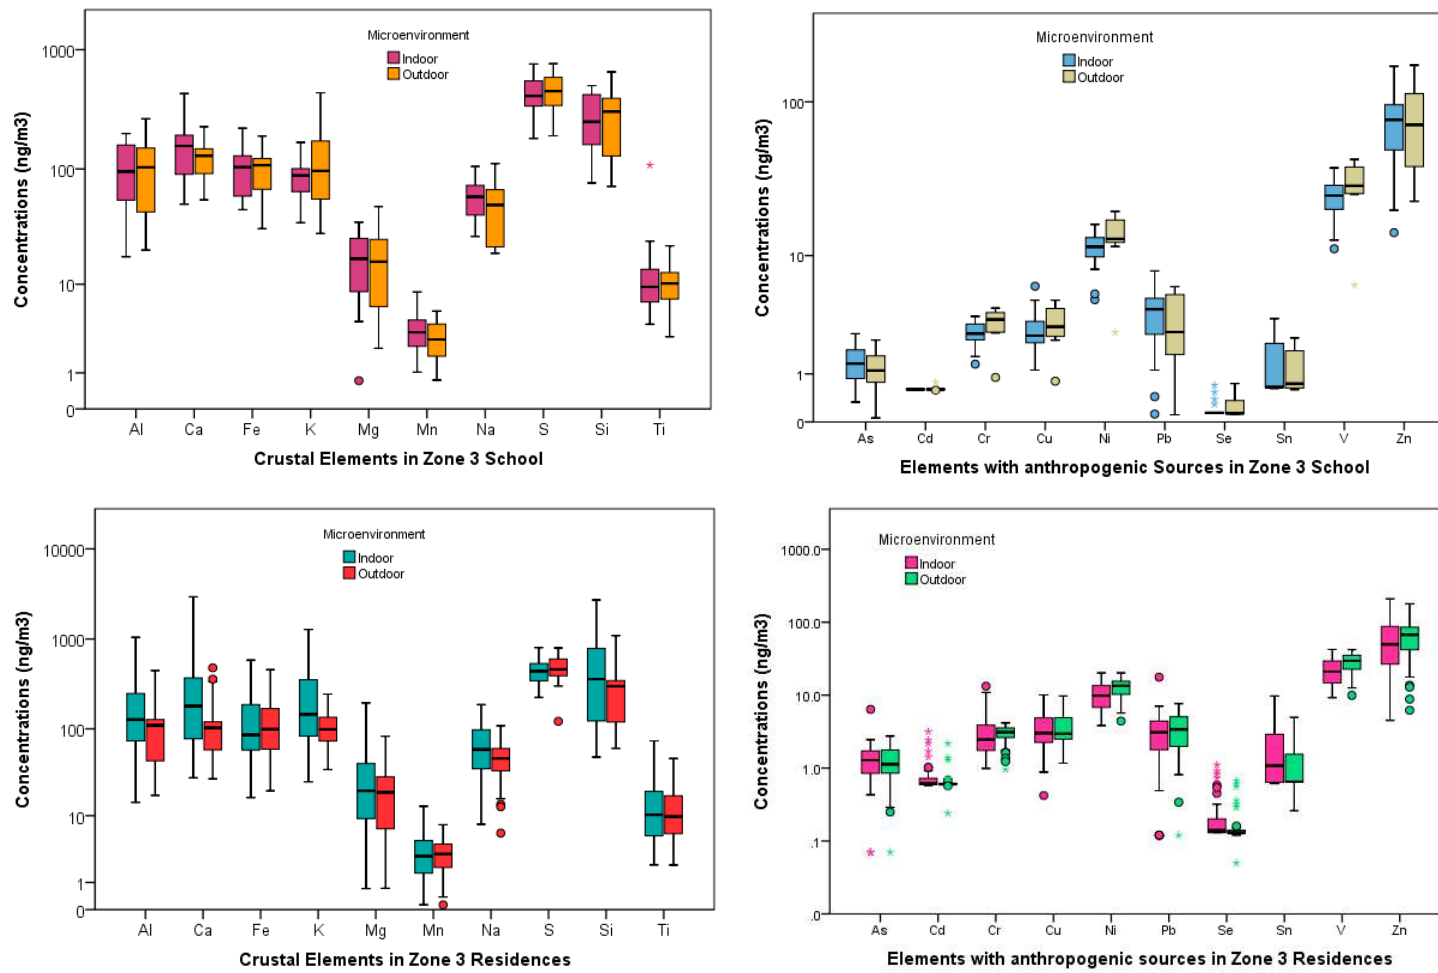 Microenvironment
Indoor
Outdoor
Concentrations (ng/m3)
1000
100
10
1
0
Al Ca Fe K Mg Mn Na S Si Ti
Crustal Elements in Zone 3 School
Microenvironment
Indoor
Outdoor
Concentrations (ng/m3)
100
10
1
0
As Cd Cr Cu Ni Pb Se Sn V Zn
Elements with anthropogenic Sources in Zone 3 School
Microenvironment
Indoor
Outdoor
Concentrations (ng/m3)
10000
1000
100
10
1
0
Al Ca Fe K Mg Mn Na S Si Ti
Crustal Elements in Zone 3 Residences
Microenvironment
Indoor
Outdoor
Concentrations (ng/m3)
1000.0
100.0
10.0
1.0
.1
.0
As Cd Cr Cu Ni Pb Se Sn V Zn
Elements with anthropogenic sources in Zone 3 Residences